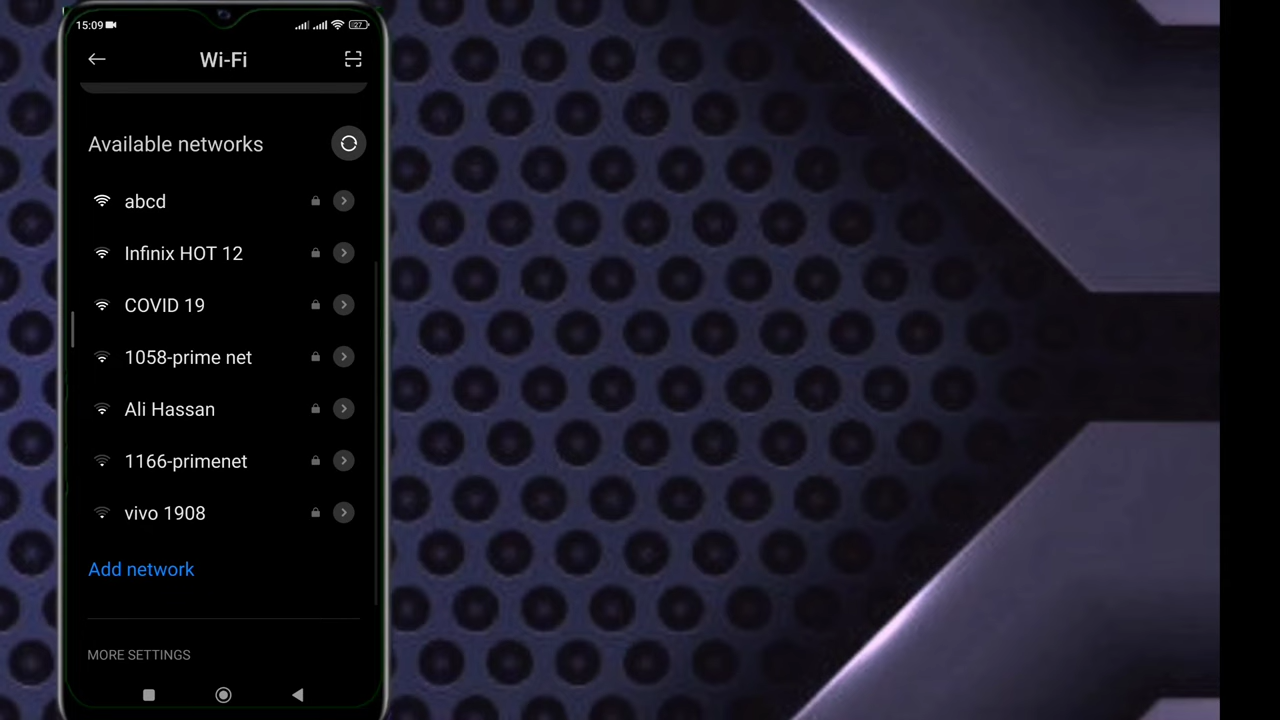 15:09 27
Wi-Fi
Available networks
abcd
Infinix HOT 12
COVID 19
1058-prime net
Ali Hassan
1166-primenet
vivo 1908
Add network
MORE SETTINGS